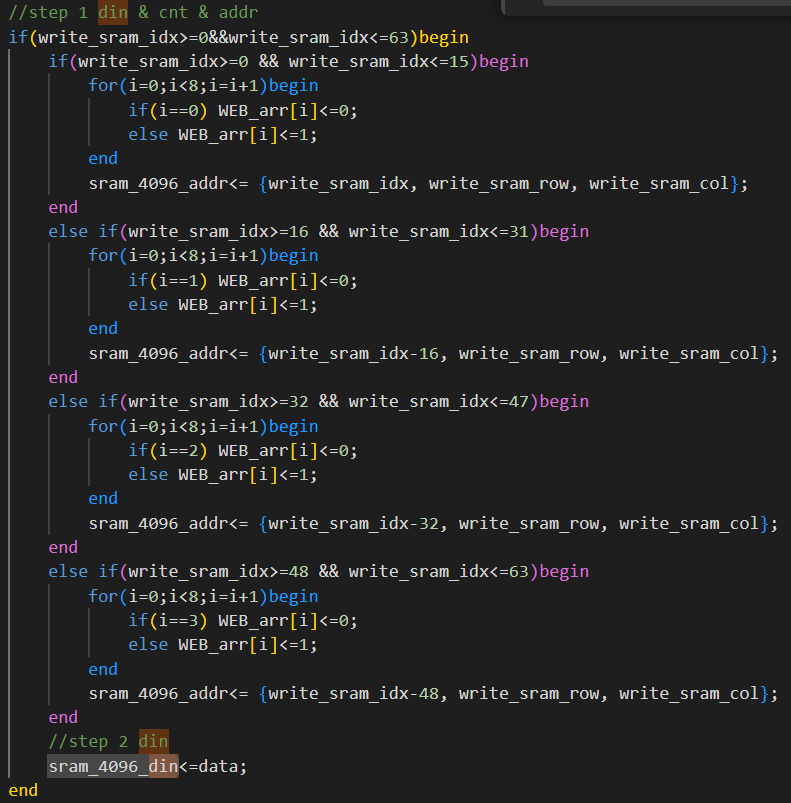 //step 1 din & cnt & addr
if(write_sram_idx>=0&&write_sram_idx<=63)begin
    if(write_sram_idx>=0 && write_sram_idx<=15)begin
        for(i=0;i<8;i=i+1)begin
            if(i==0) WEB_arr[i]<=0;
            else WEB_arr[i]<=1;
        end
        sram_4096_addr<= {write_sram_idx, write_sram_row, write_sram_col};
    end
    else if(write_sram_idx>=16 && write_sram_idx<=31)begin
        for(i=0;i<8;i=i+1)begin
            if(i==1) WEB_arr[i]<=0;
            else WEB_arr[i]<=1;
        end
        sram_4096_addr<= {write_sram_idx-16, write_sram_row, write_sram_col};
    end
    else if(write_sram_idx>=32 && write_sram_idx<=47)begin
        for(i=0;i<8;i=i+1)begin
            if(i==2) WEB_arr[i]<=0;
            else WEB_arr[i]<=1;
        end
        sram_4096_addr<= {write_sram_idx-32, write_sram_row, write_sram_col};
    end
    else if(write_sram_idx>=48 && write_sram_idx<=63)begin
        for(i=0;i<8;i=i+1)begin
            if(i==3) WEB_arr[i]<=0;
            else WEB_arr[i]<=1;
        end
        sram_4096_addr<= {write_sram_idx-48, write_sram_row, write_sram_col};
    end
    //step 2 din
    sram_4096_din<=data;
end